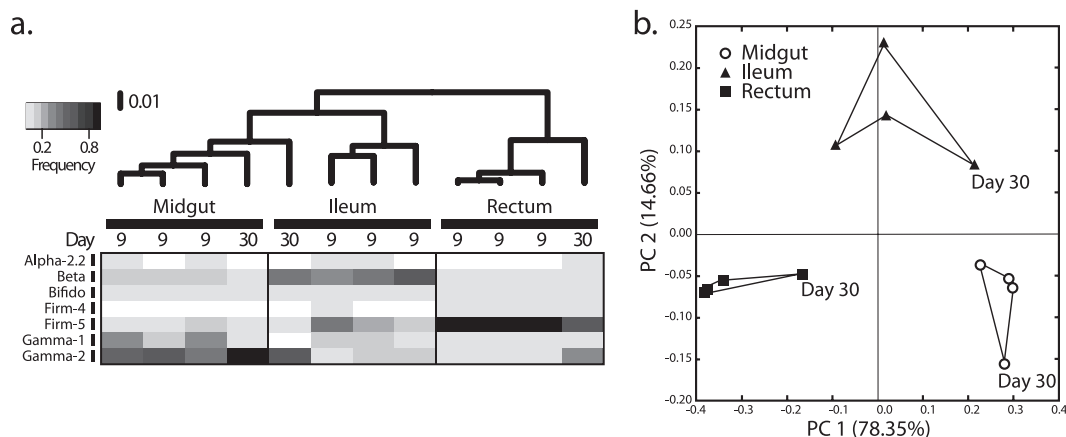 a.
0.01
0.2 0.8
Frequency
Midgut Ileum Rectum
Day 9 9 9 30 30 9 9 9 9 9 9 30
Alpha-2.2
Beta
Bifido
Firm-4
Firm-5
Gamma-1
Gamma-2
b.
Midgut
Ileum
Rectum
0.25
0.20
0.15
0.10
0.05
0.00
−0.05
−0.10
−0.15
−0.20
PC 2 (14.66%)
Day 30
Day 30
Day 30
−0.4 −0.3 −0.2 −0.1 0.0 0.1 0.2 0.3 0.4
PC 1 (78.35%)